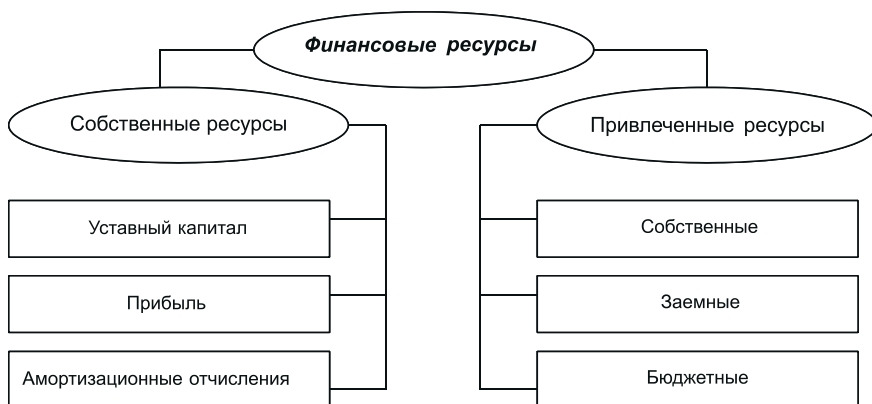 Финансовые ресурсы
Собственные ресурсы
Привлеченные ресурсы
Уставный капитал
Собственные
Прибыль
Заемные
Амортизационные отчисления
Бюджетные